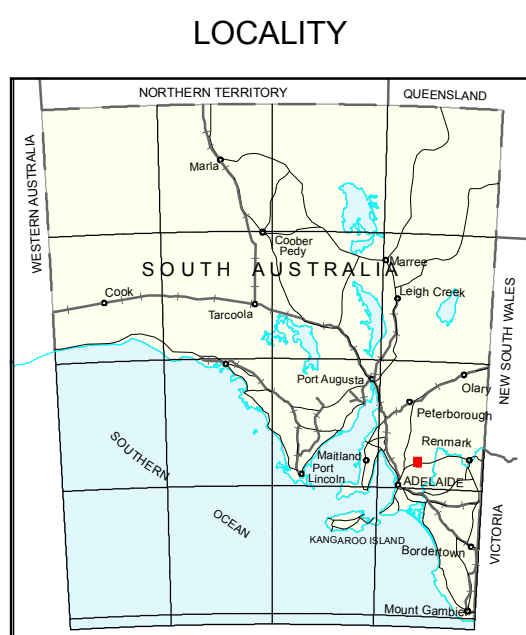 LOCALITY
NORTHERN TERRITORY
QUEENSLAND
WESTERN AUSTRALIA
Marla
Coober
Pedy
SOUTH AUSTRALIA
Marree
Cook
Tarcoola
Leigh Creek
NEW SOUTH WALES
Port Augusta
Olary
Peterborough
Renmark
SOUTHERN
Maitland
Port
Lincoln
ADELAIDE
OCEAN
KANGAROO ISLAND
VICTORIA
Bordertown
Mount Gambier